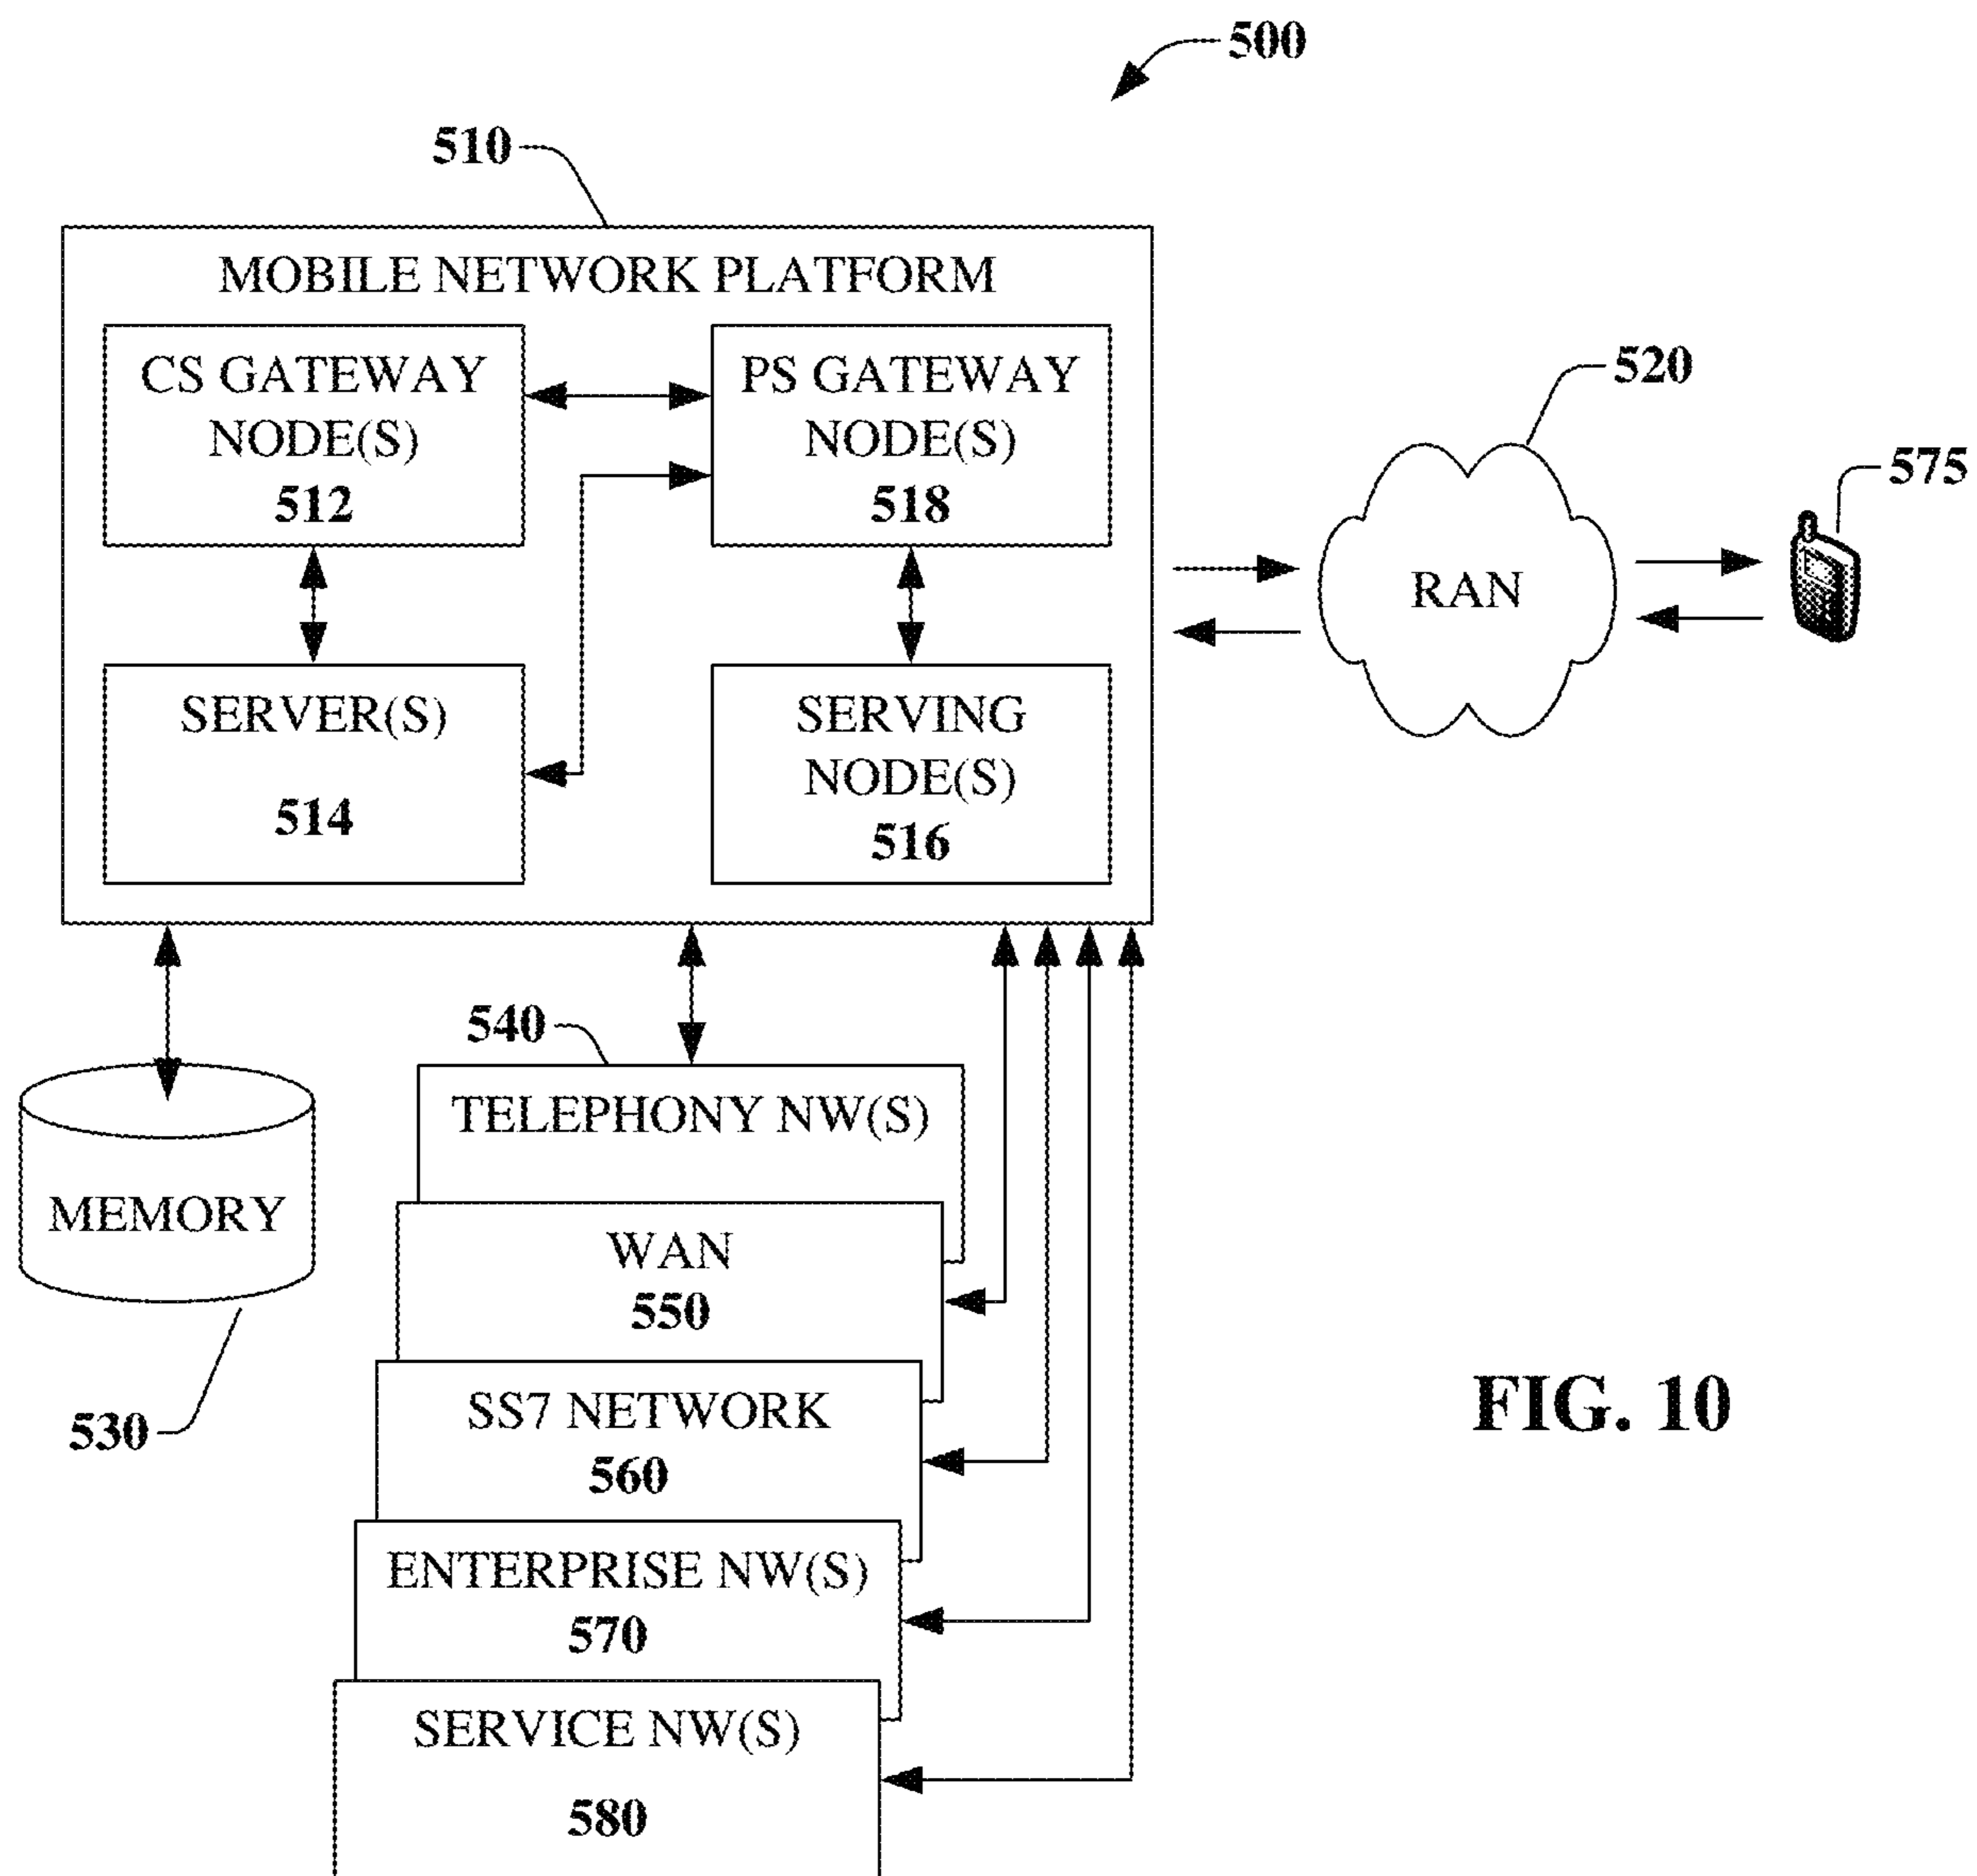 500
510
MOBILE NETWORK PLATFORM
CS GATEWAY
NODE(S)
512
PS GATEWAY
NODE(S)
518
SERVER(S)
514
SERVING
NODE(S)
516
520
RAN
575
540
TELEPHONY NW(S)
MEMORY
530
WAN
550
SS7 NETWORK
560
ENTERPRISE NW(S)
570
SERVICE NW(S)
580
FIG. 10